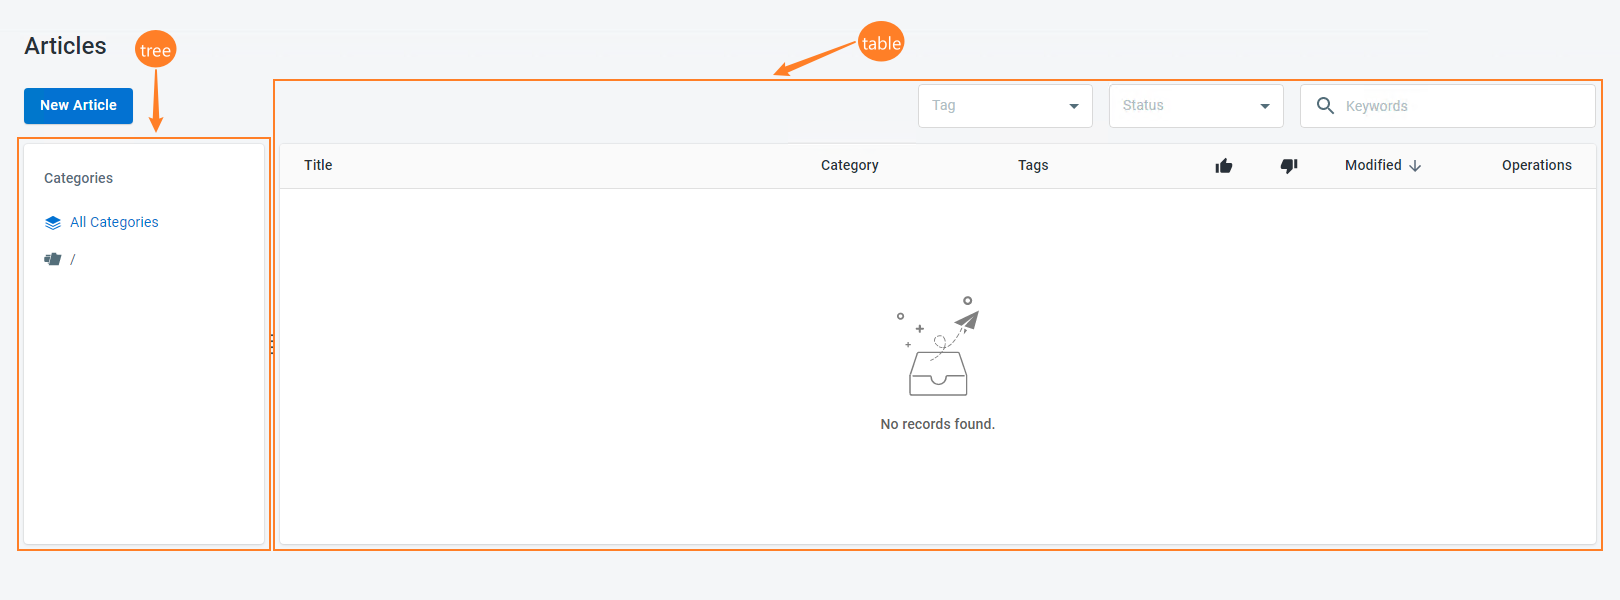 Articles
tree
table
New Article
Tag
Status
Keywords
Categories
All Categories
/
Title
Category
Tags
Modified
Operations
No records found.